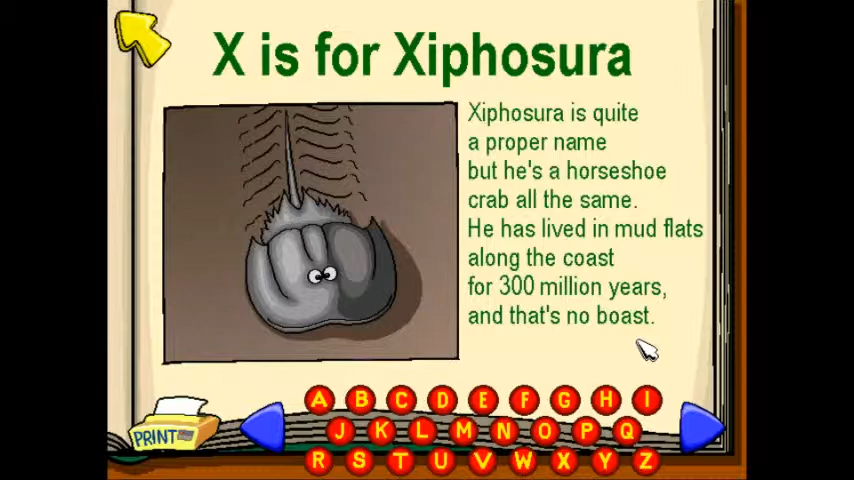 X is for Xiphosura
Xiphosura is quite
a proper name
but he's a horseshoe
crab all the same.
He has lived in mud flats
along the coast
for 300 million years,
and that's no boast.
PRINT
A B C D E F G H I
J K L M N O P Q
R S T U V W X Y Z